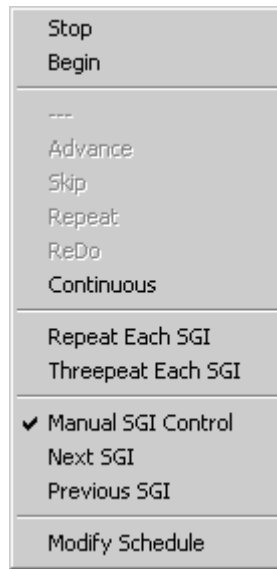 Stop
Begin
---
Advance
Skip
Repeat
ReDo
Continuous
Repeat Each SGI
Threepeat Each SGI
Manual SGI Control
Next SGI
Previous SGI
Modify Schedule